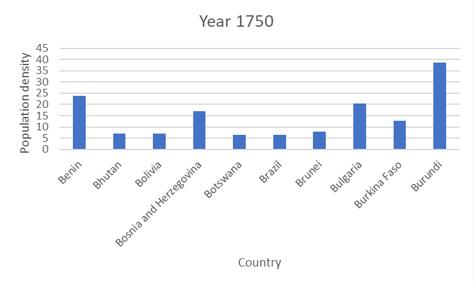 Year 1750
Population density
45
40
35
30
25
20
15
10
5
0
Benin
Bhutan
Bolivia
Bosnia and Herzegovina
Botswana
Brazil
Brunei
Bulgaria
Burkina Faso
Burundi
Country